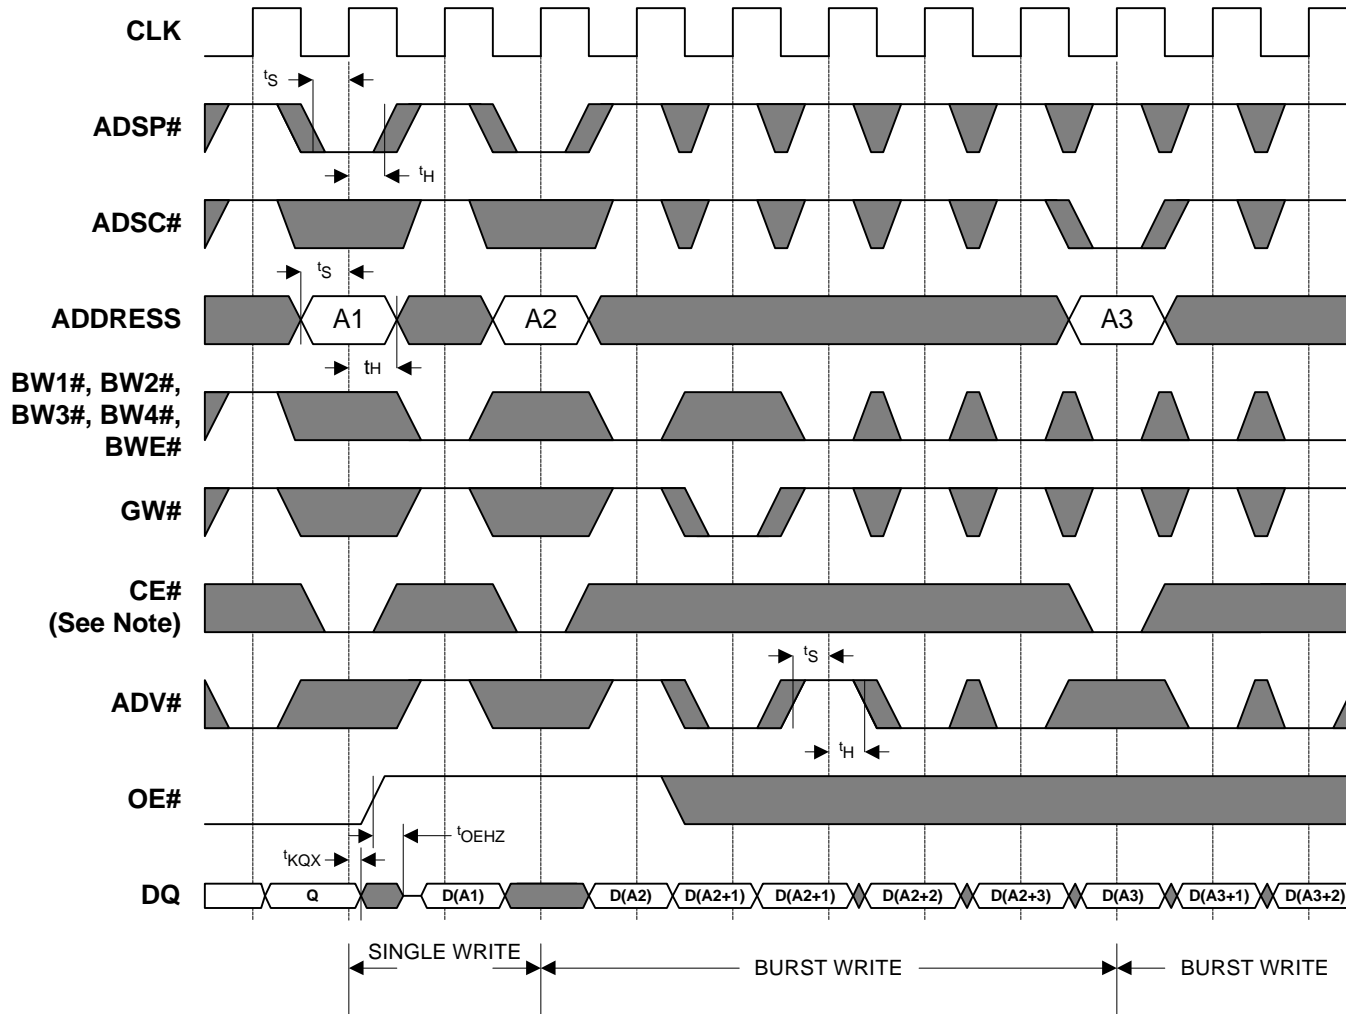 CLK
tS
ADSP#
tH
ADSC#
tS
ADDRESS A1 A2 A3
tH
BW1#, BW2#,
BW3#, BW4#,
BWE#
GW#
CE#
(See Note)
tS
ADV#
tH
OE#
tOEHZ
tKQX
DQ Q D(A1) D(A2) D(A2+1) D(A2+1) D(A2+2) D(A2+3) D(A3) D(A3+1) D(A3+2)
SINGLE WRITE BURST WRITE BURST WRITE